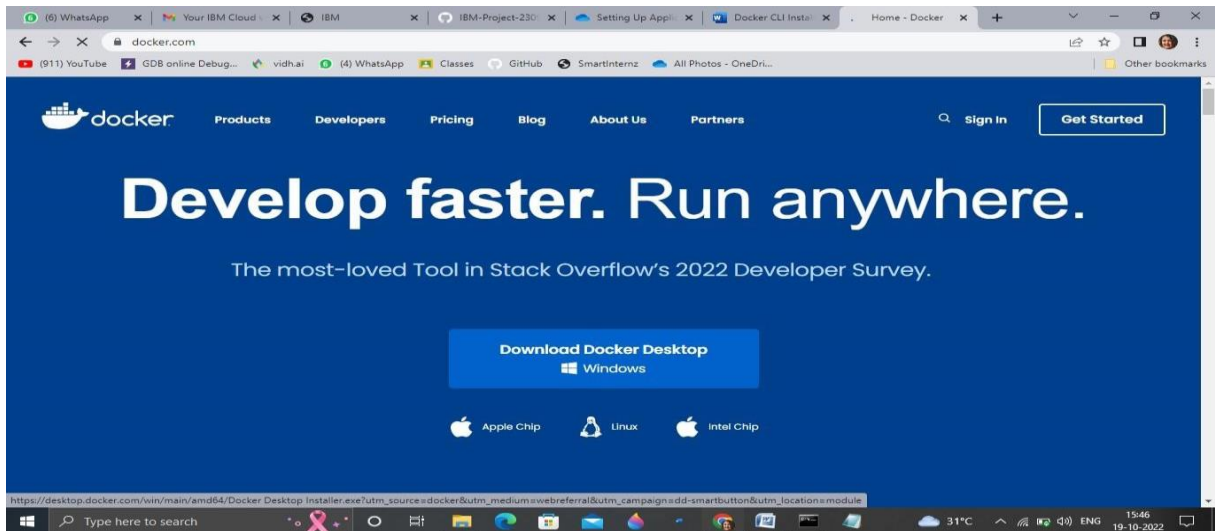 (6) WhatsApp Your IBM Cloud IBM IBM-Project-230 Setting Up Appli Docker CLI Instal Home - Docker
docker.com
(911) YouTube GDB online Debug... vidh.ai (4) WhatsApp Classes GitHub SmartInternz All Photos - OneDri... Other bookmarks
docker Products Developers Pricing Blog About Us Partners Sign In Get Started
Develop faster. Run anywhere.
The most-loved Tool in Stack Overflow's 2022 Developer Survey.
Download Docker Desktop
Windows
Apple Chip Linux Intel Chip
https://desktop.docker.com/win/main/amd64/Docker Desktop Installer.exe?utm_source=docker&utm_medium=webreferral&utm_campaign=dd-smartbutton&utm_location=module
Type here to search 31°C ENG 15:46
19-10-2022